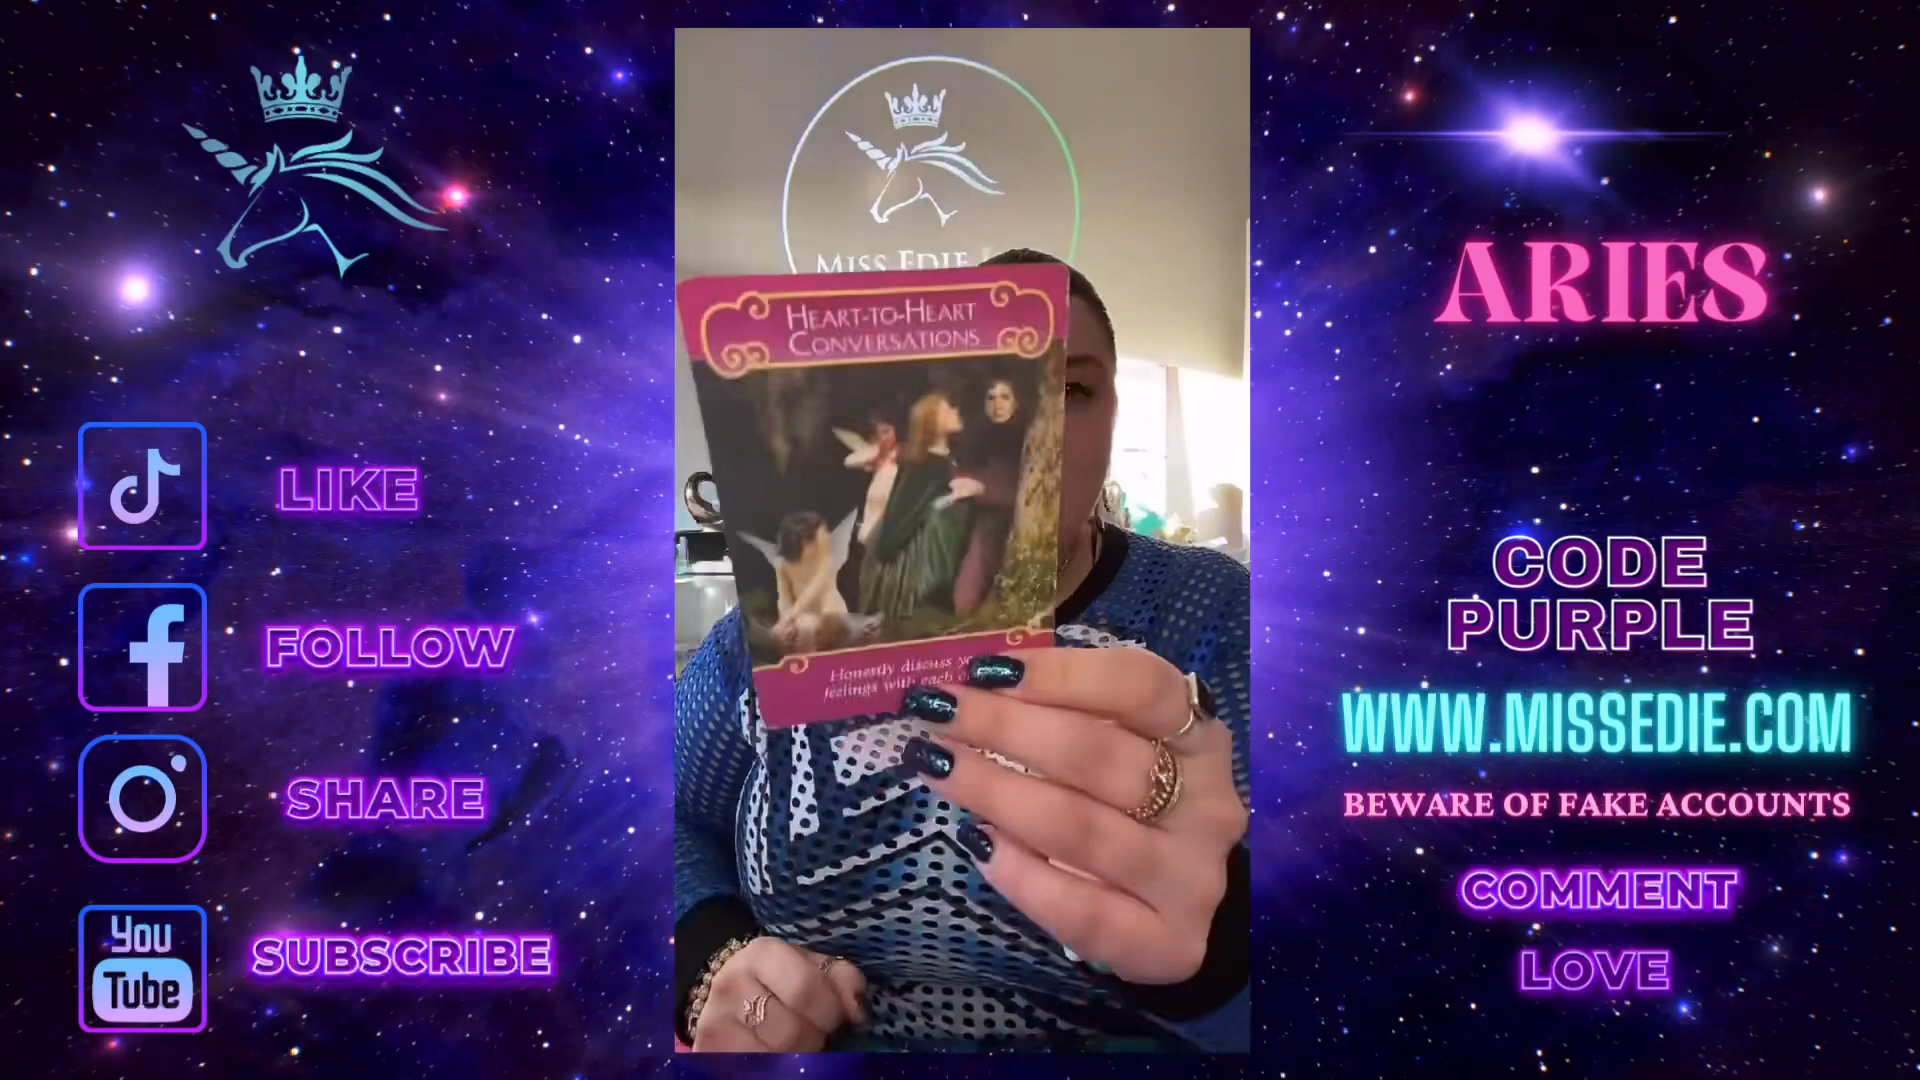 MISS EDIE
HEART-TO-HEART
CONVERSATIONS
Honestly discuss
feelings with each
LIKE
FOLLOW
SHARE
You
Tube
SUBSCRIBE
ARIES
CODE
PURPLE
WWW.MISSEDIE.COM
BEWARE OF FAKE ACCOUNTS
COMMENT
LOVE